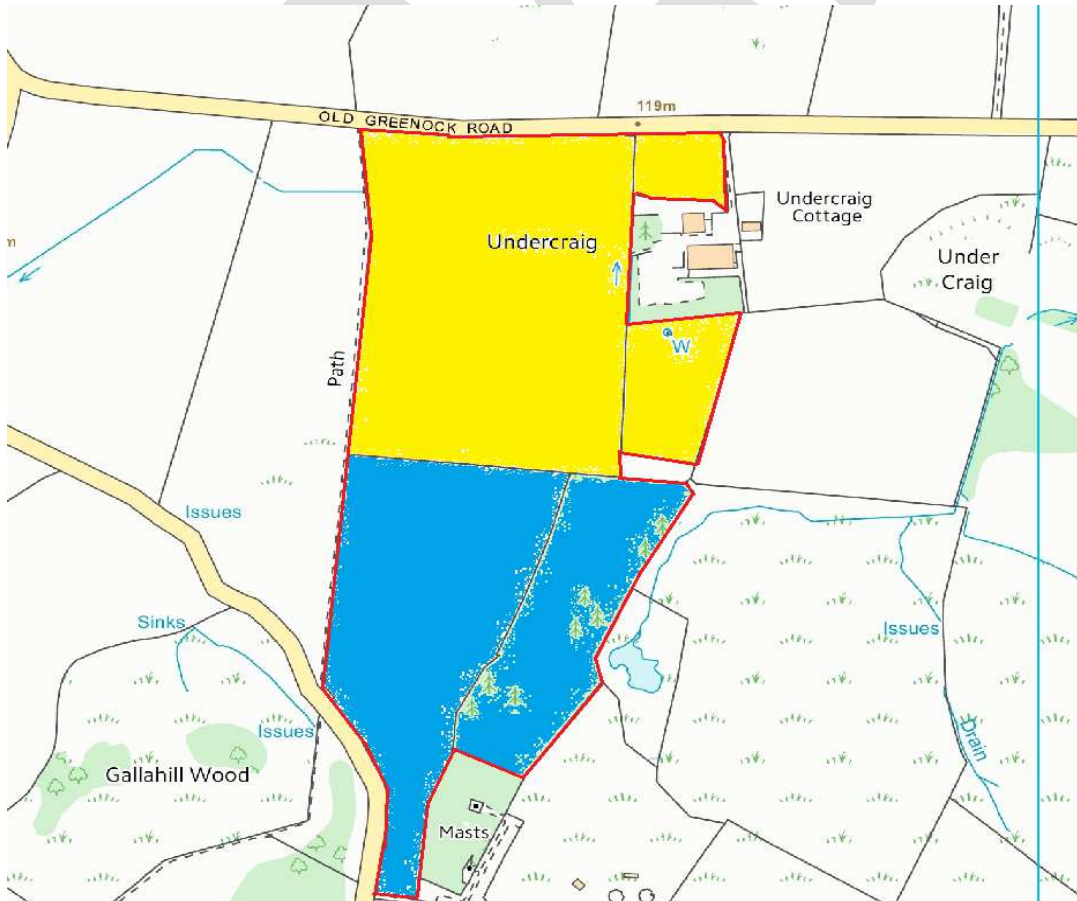 119m
OLD GREENOCK ROAD
Undercraig
Cottage
Undercraig
m
Under
Craig
W
Path
Issues
Sinks
Issues
Issues
Drain
Gallahill Wood
Masts